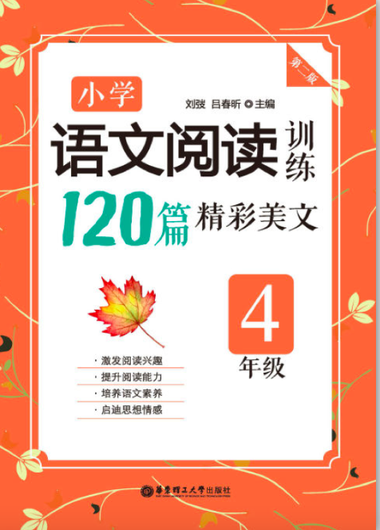 第二版
小学
刘弢 吕春昕 主编
语文阅读训练
120篇精彩美文
4
年级
·激发阅读兴趣
·提升阅读能力
·培养语文素养
·启迪思想情感
华东理工大学出版社